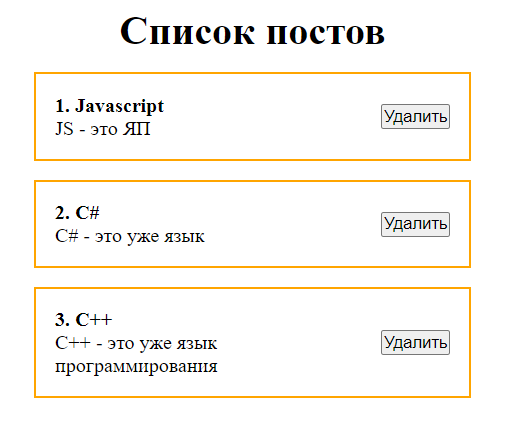 Список постов
1. Javascript
JS - это ЯП
Удалить
2. C#
C# - это уже язык
Удалить
3. C++
C++ - это уже язык
программирования
Удалить